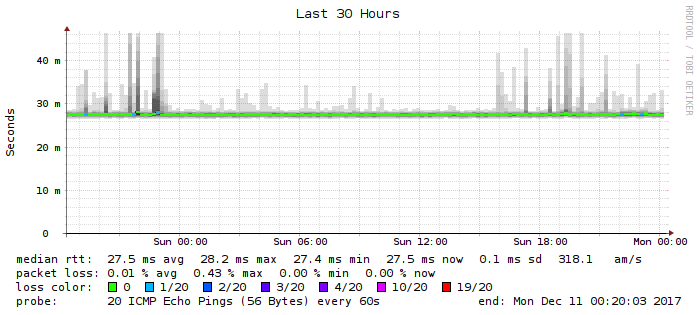 Last 30 Hours
RRDTOOL / TOBI OETIKER
Seconds
40 m
30 m
20 m
10 m
0
Sun 00:00 Sun 06:00 Sun 12:00 Sun 18:00 Mon 00:00
median rtt: 27.5 ms avg 28.2 ms max 27.4 ms min 27.5 ms now 0.1 ms sd 318.1 am/s
packet loss: 0.01 % avg 0.43 % max 0.00 % min 0.00 % now
loss color: 0 1/20 2/20 3/20 4/20 10/20 19/20
probe: 20 ICMP Echo Pings (56 Bytes) every 60s end: Mon Dec 11 00:20:03 2017